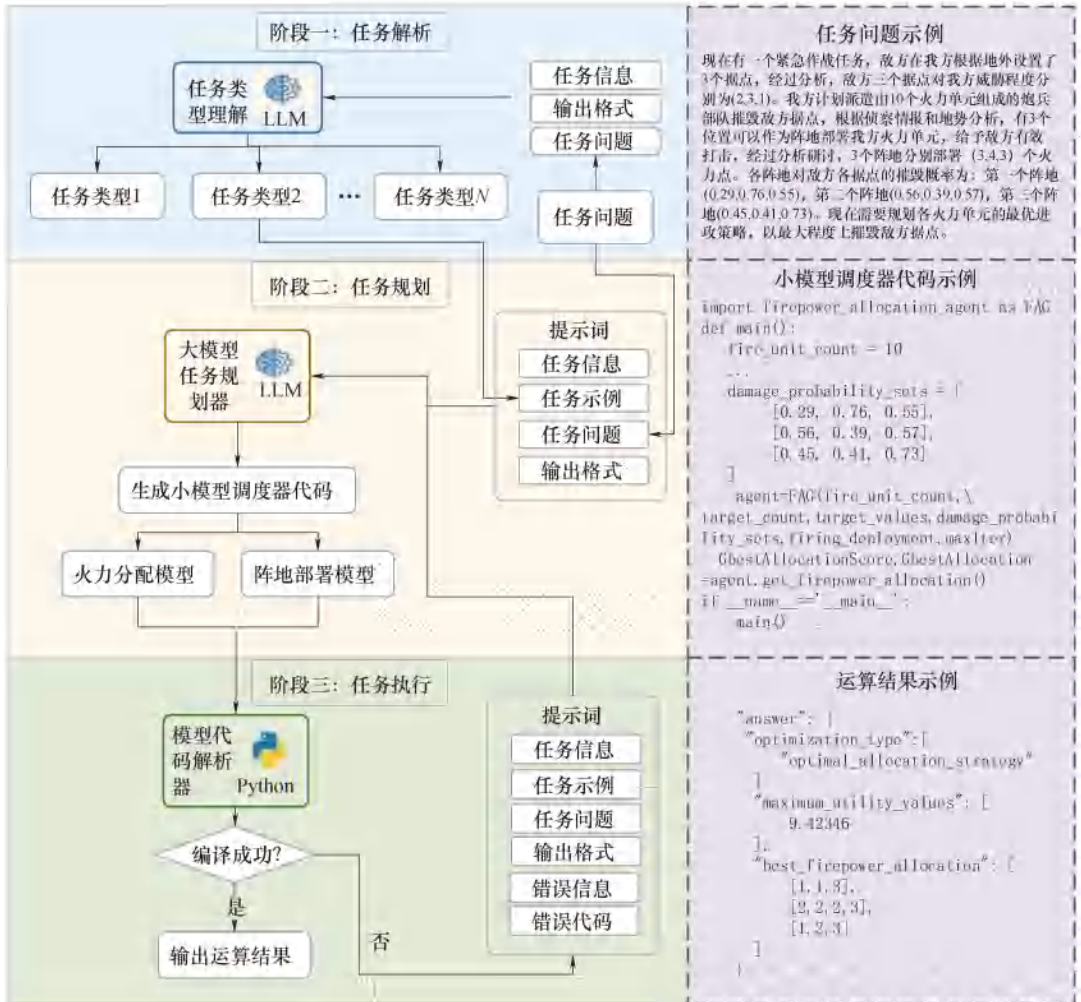 阶段一：任务解析
任务类
型理解
LLM
任务信息
输出格式
任务问题
任务类型1
任务类型2
…
任务类型N
任务问题
阶段二：任务规划
大模型
任务规
划器
LLM
提示词
任务信息
任务示例
任务问题
输出格式
生成小模型调度器代码
火力分配模型
阵地部署模型
阶段三：任务执行
模型代
码解析
器
Python
提示词
任务信息
任务示例
任务问题
输出格式
错误信息
错误代码
编译成功?
是
否
输出运算结果
任务问题示例
现在有一个紧急作战任务，敌方在我方根据地外设置了
3个据点，经过分析，敌方三个据点对我方威胁程度分
别为(2,3,1)。我方计划派遣由10个火力单元组成的炮兵
部队摧毁敌方据点，根据侦察情报和地势分析，有3个
位置可以作为阵地部署我方火力单元，给予敌方有效
打击，经过分析研讨，3个阵地分别部署（3,4,3）个火
力点。各阵地对敌方各据点的摧毁概率为：第一个阵地
(0.29,0.76,0.55)，第二个阵地(0.56,0.39,0.57)，第三个阵
地(0.45,0.41,0.73)。现在需要规划各火力单元的最优进
攻策略，以最大程度上摧毁敌方据点。
小模型调度器代码示例
import firepower_allocation_agent as FAG
def main():
fire_unit_count = 10
...
damage_probability_sets = [
[0.29, 0.76, 0.55],
[0.56, 0.39, 0.57],
[0.45, 0.41, 0.73]
]
agent=FAG(fire_unit_count,\
target_count,target_values,damage_probabi
lity_sets,firing_deployment,maxIter)
GbestAllocationScore,GbestAllocation
=agent.get_firepower_allocation()
if __name__=='__main__':
main()
运算结果示例
"answer": {
"optimization_type":[
"optimal_allocation_strategy"
]
"maximum_utility_values": [
9.42346
],
"best_firepower_allocation": [
[1,1,3],
[2,2,2,3],
[1,2,3]
]
}